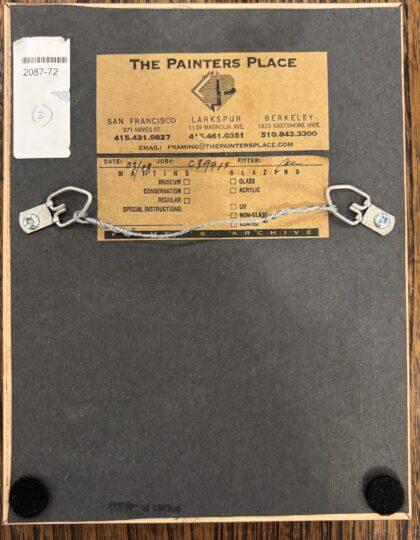 2087-72
(2)
THE PAINTERS PLACE
SAN FRANCISCO LARKSPUR BERKELEY
371 HAYES ST. 1139 MAGNOLIA AVE. 1825 EASTSHORE HWY.
415.431.9827 415.461.0351 510.843.3300
EMAIL: FRAMING@THEPAINTERSPLACE.COM
DATE: JOB#: C39915 FITTER:
MATTING GLAZING
MUSEUM GLASS
CONSERVATION ACRYLIC
REGULAR
SPECIAL INSTRUCTIONS: UV
NON-GLARE
COATED
ARCHIVE